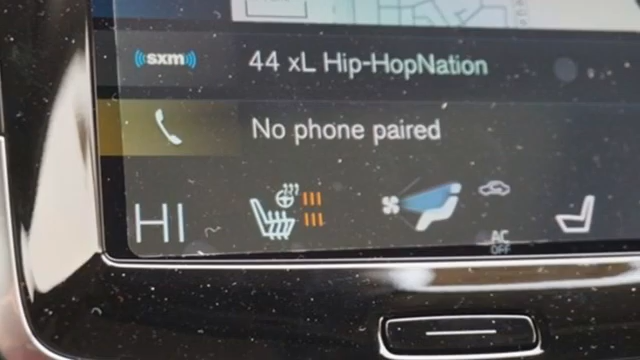 sxm 44 xL Hip-HopNation
No phone paired
HI
AC
OFF